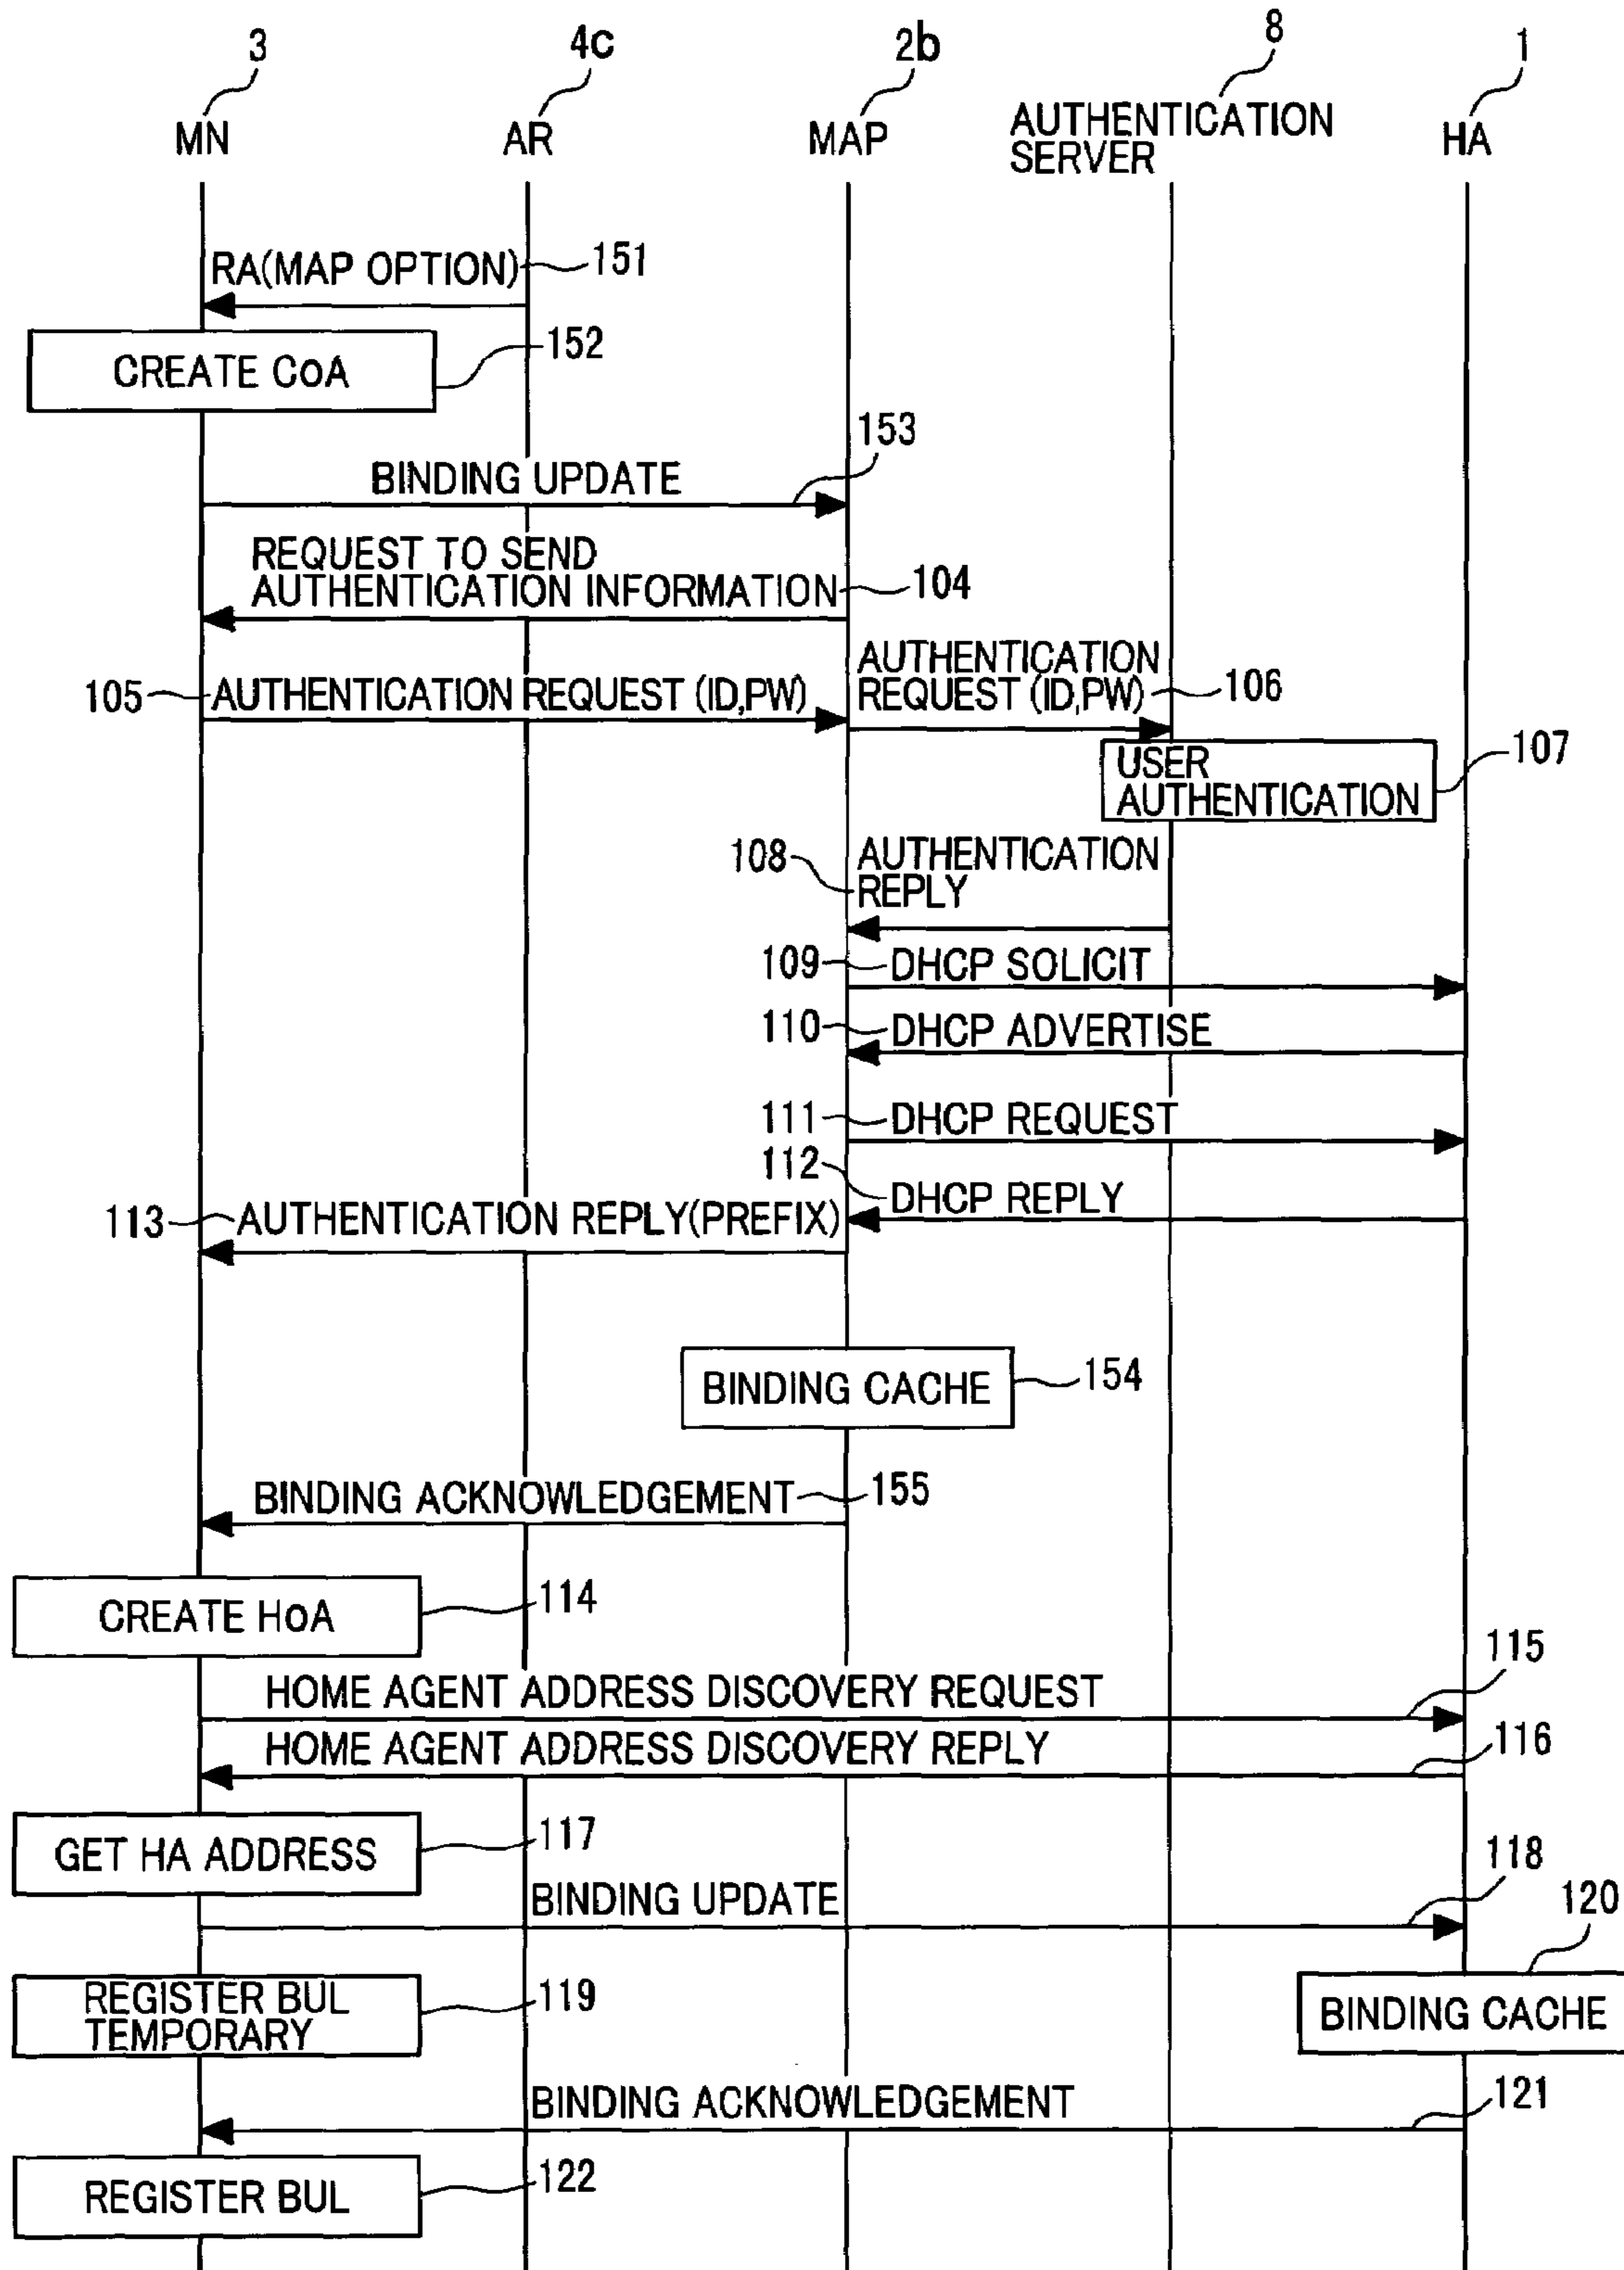 3
4c
2b
8
1
MN
AR
MAP
AUTHENTICATION
SERVER
HA
RA(MAP OPTION)
151
CREATE CoA
152
153
BINDING UPDATE
REQUEST TO SEND
AUTHENTICATION INFORMATION
104
105
AUTHENTICATION REQUEST (ID,PW)
AUTHENTICATION
REQUEST (ID,PW)
106
USER
AUTHENTICATION
107
108
AUTHENTICATION
REPLY
109
DHCP SOLICIT
110
DHCP ADVERTISE
111
DHCP REQUEST
112
DHCP REPLY
113
AUTHENTICATION REPLY(PREFIX)
BINDING CACHE
154
BINDING ACKNOWLEDGEMENT
155
CREATE HoA
114
HOME AGENT ADDRESS DISCOVERY REQUEST
115
HOME AGENT ADDRESS DISCOVERY REPLY
116
GET HA ADDRESS
117
BINDING UPDATE
118
120
REGISTER BUL
TEMPORARY
119
BINDING CACHE
BINDING ACKNOWLEDGEMENT
121
REGISTER BUL
122